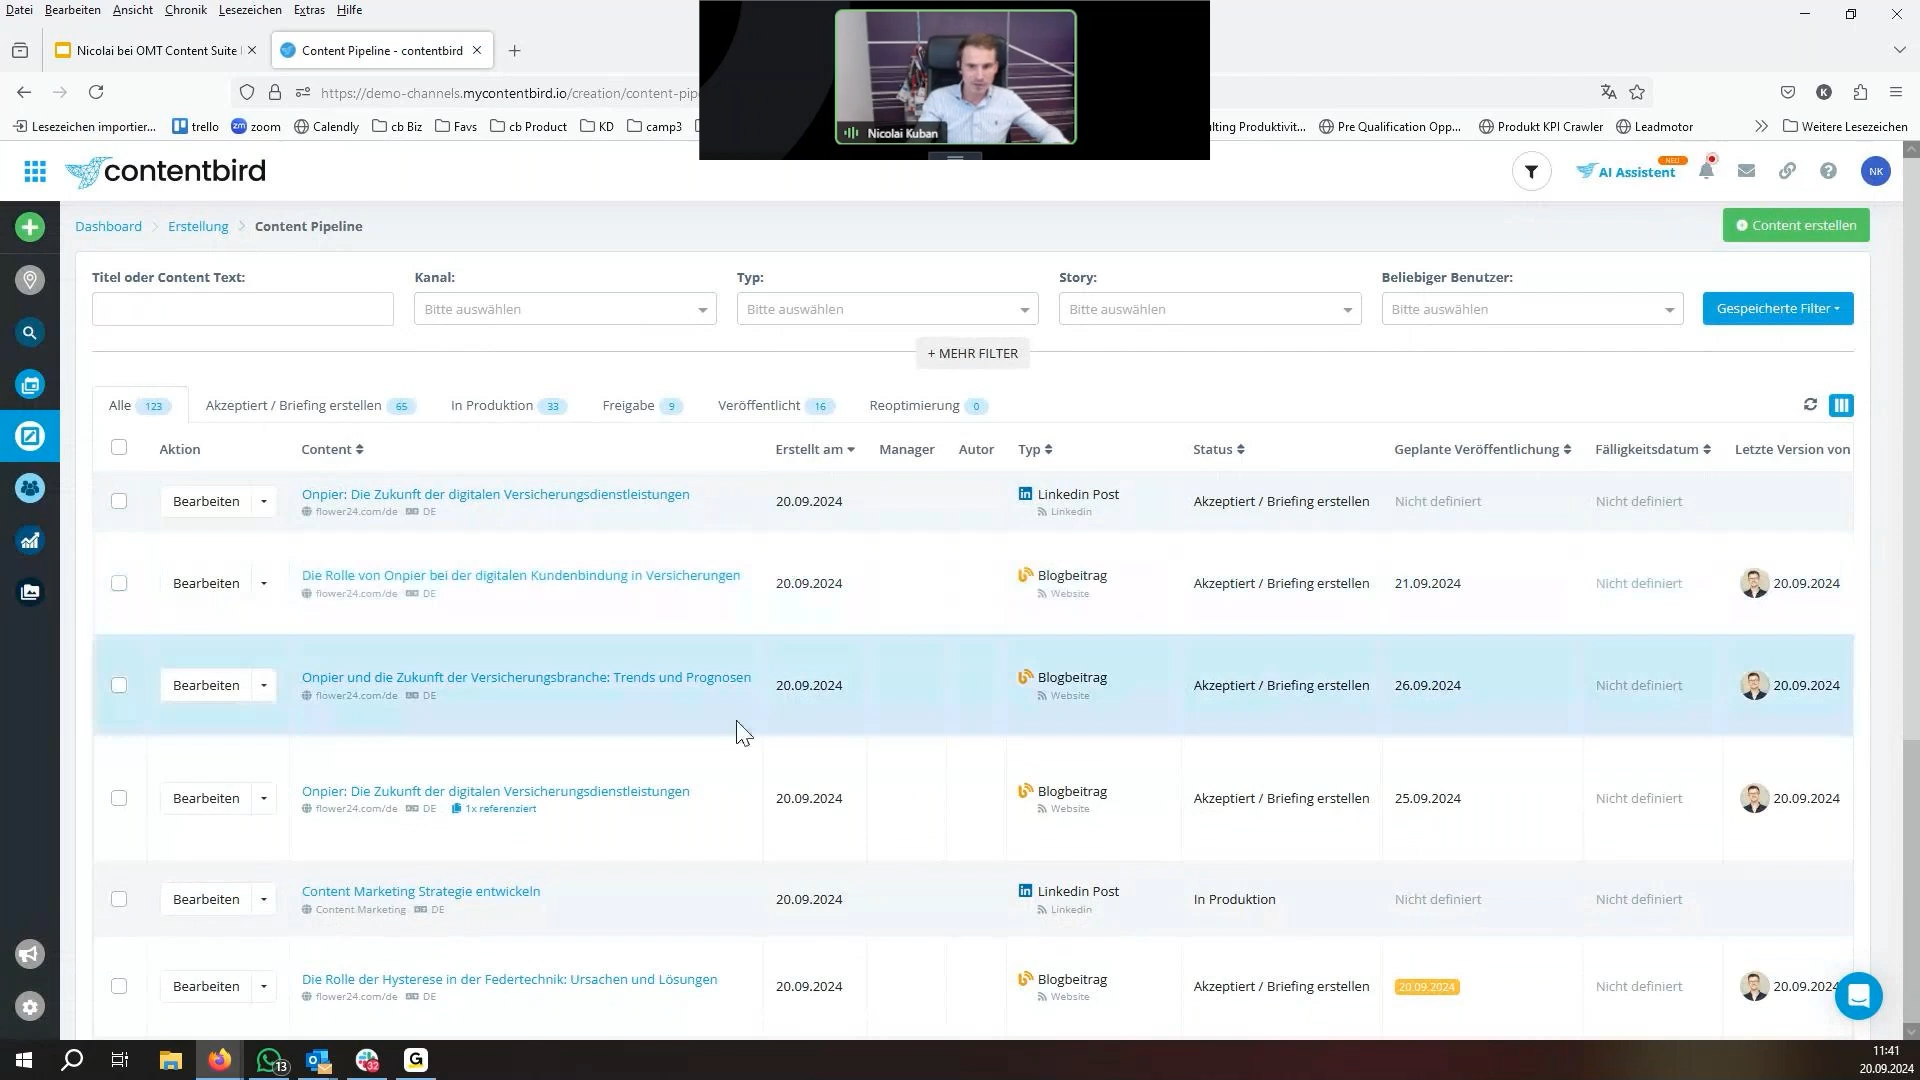 Datei Bearbeiten Ansicht Chronik Lesezeichen Extras Hilfe
Nicolai bei OMT Content Suite
Content Pipeline - contentbird
https://demo-channels.mycontentbird.io/creation/content-pip
Lesezeichen importier... trello zoom Calendly cb Biz Favs cb Product KD camp3
lting Produktivit... Pre Qualification Opp... Produkt KPI Crawler Leadmotor Weitere Lesezeichen
Nicolai Kuban
contentbird
AI Assistent NEU
NK
Dashboard Erstellung Content Pipeline
Content erstellen
Titel oder Content Text: Kanal: Typ: Story: Beliebiger Benutzer:
Bitte auswählen Bitte auswählen Bitte auswählen Bitte auswählen Gespeicherte Filter
+ MEHR FILTER
Alle 123 Akzeptiert / Briefing erstellen 65 In Produktion 33 Freigabe 9 Veröffentlicht 16 Reoptimierung 0
Aktion Content Erstellt am Manager Autor Typ Status Geplante Veröffentlichung Fälligkeitsdatum Letzte Version von
Bearbeiten Onpier: Die Zukunft der digitalen Versicherungsdienstleistungen 20.09.2024 Linkedin Post Akzeptiert / Briefing erstellen Nicht definiert Nicht definiert
flower24.com/de DE Linkedin
Bearbeiten Die Rolle von Onpier bei der digitalen Kundenbindung in Versicherungen 20.09.2024 Blogbeitrag Akzeptiert / Briefing erstellen 21.09.2024 Nicht definiert 20.09.2024
flower24.com/de DE Website
Bearbeiten Onpier und die Zukunft der Versicherungsbranche: Trends und Prognosen 20.09.2024 Blogbeitrag Akzeptiert / Briefing erstellen 26.09.2024 Nicht definiert 20.09.2024
flower24.com/de DE Website
Bearbeiten Onpier: Die Zukunft der digitalen Versicherungsdienstleistungen 20.09.2024 Blogbeitrag Akzeptiert / Briefing erstellen 25.09.2024 Nicht definiert 20.09.2024
flower24.com/de DE 1x referenziert Website
Bearbeiten Content Marketing Strategie entwickeln 20.09.2024 Linkedin Post In Produktion Nicht definiert Nicht definiert
Content Marketing DE Linkedin
Bearbeiten Die Rolle der Hysterese in der Federtechnik: Ursachen und Lösungen 20.09.2024 Blogbeitrag Akzeptiert / Briefing erstellen 20.09.2024 Nicht definiert 20.09.2024
flower24.com/de DE Website
13 32
11:41
20.09.2024